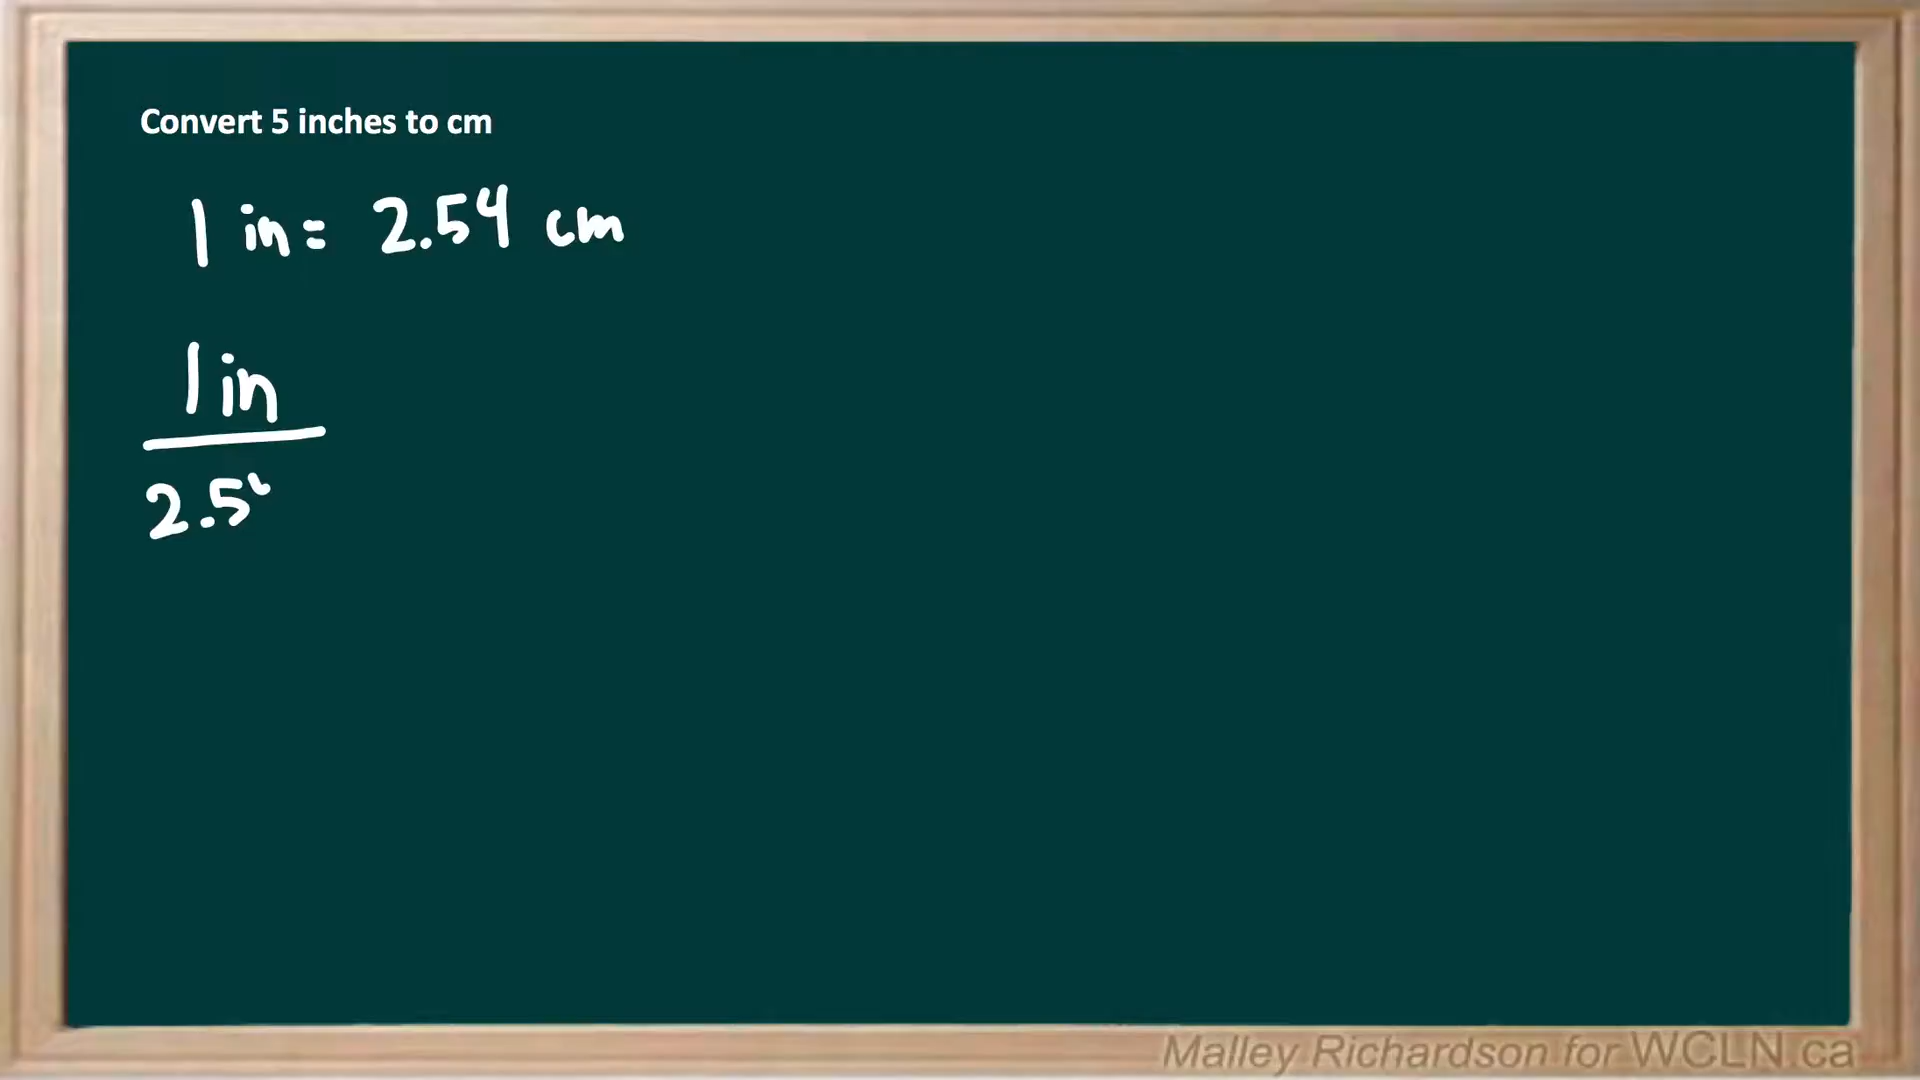 Convert 5 inches to cm
1 in = 2.54 cm
1 in
2.5
Malley Richardson for WCLN.ca